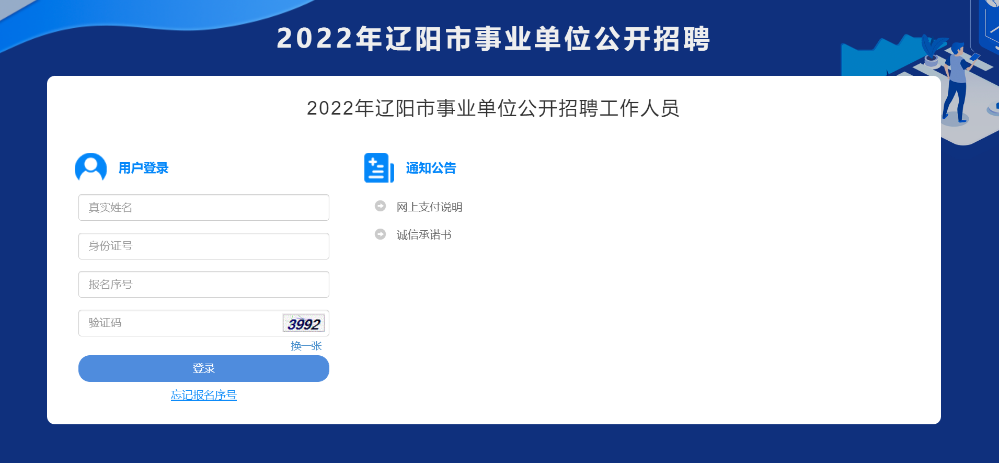 2022年辽阳市事业单位公开招聘
2022年辽阳市事业单位公开招聘工作人员
用户登录
真实姓名
身份证号
报名序号
验证码
3992
换一张
登录
忘记报名序号
通知公告
网上支付说明
诚信承诺书